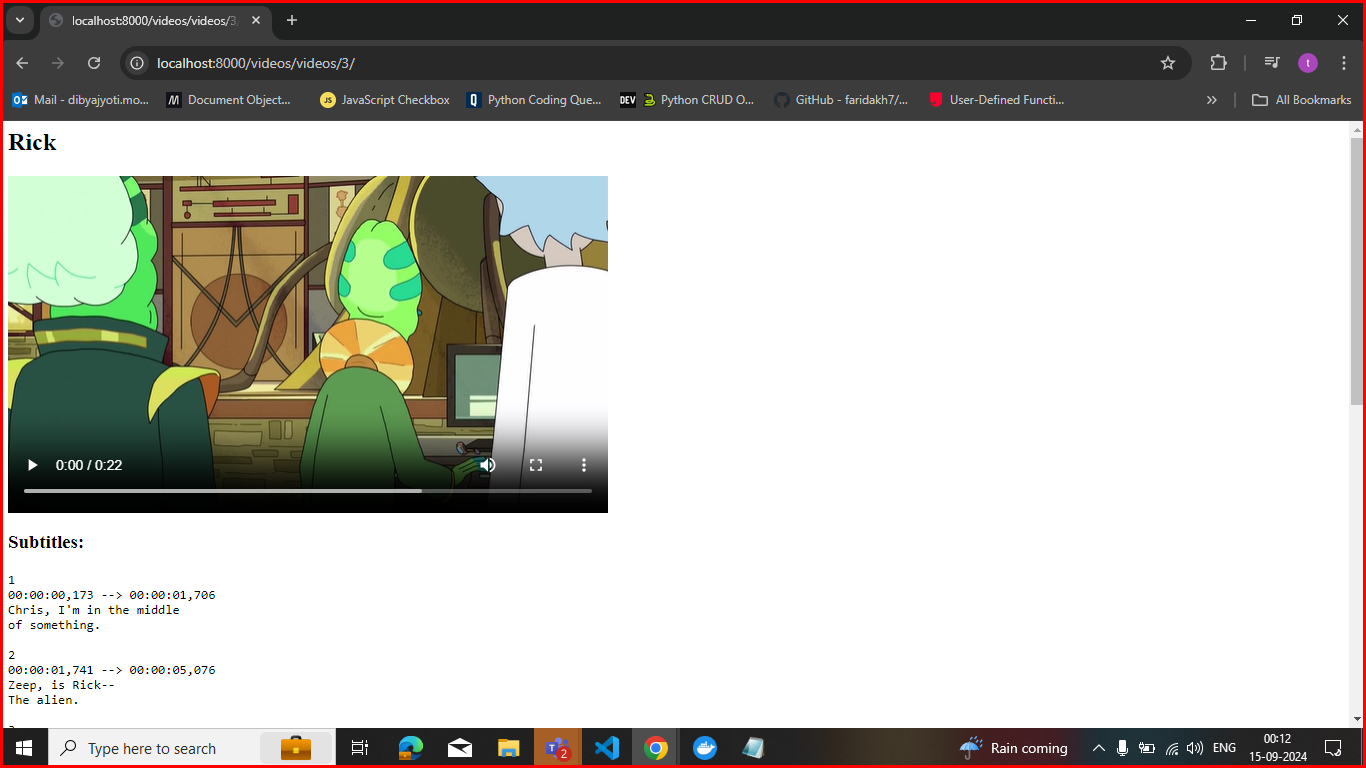 localhost:8000/videos/videos/3/
localhost:8000/videos/videos/3/
t
Mail - dibyajyoti.mo...
Document Object...
JS
JavaScript Checkbox
Python Coding Que...
DEV
Python CRUD O...
GitHub - faridakh7/...
User-Defined Functi...
»
All Bookmarks
Rick
0:00 / 0:22
Subtitles:
1
00:00:00,173 --> 00:00:01,706
Chris, I'm in the middle
of something.
2
00:00:01,741 --> 00:00:05,076
Zeep, is Rick--
The alien.
Type here to search
2
Rain coming
ENG
00:12
15-09-2024